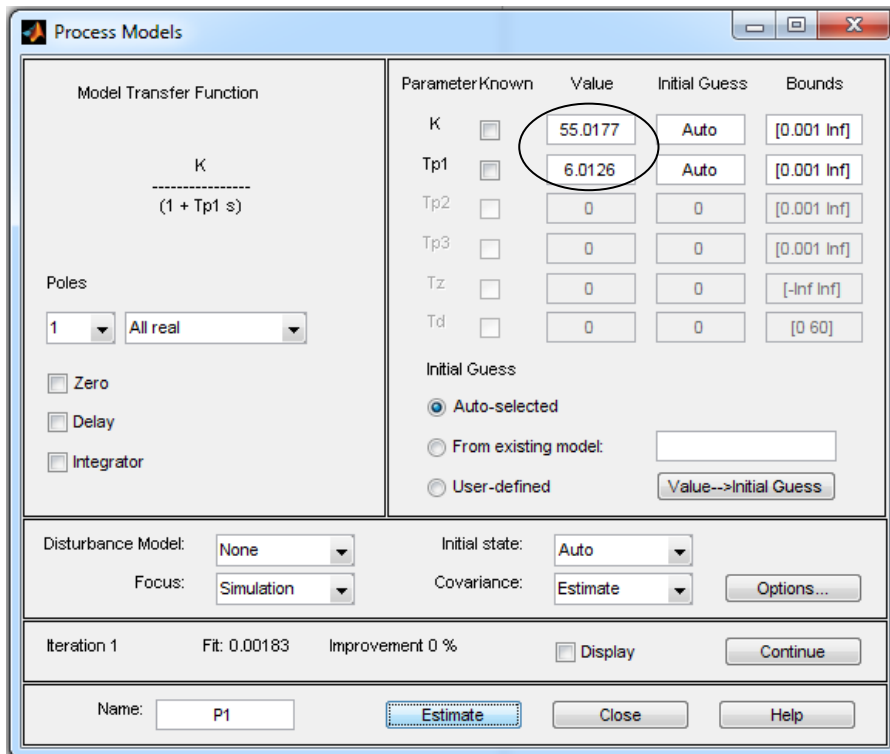 Process Models
Model Transfer Function
K
----------------
(1 + Tp1 s)
Poles
1 All real
Zero
Delay
Integrator
Parameter Known Value Initial Guess Bounds
K 55.0177 Auto [0.001 Inf]
Tp1 6.0126 Auto [0.001 Inf]
Tp2 0 0 [0.001 Inf]
Tp3 0 0 [0.001 Inf]
Tz 0 0 [-Inf Inf]
Td 0 0 [0 60]
Initial Guess
Auto-selected
From existing model:
User-defined Value-->Initial Guess
Disturbance Model: None Initial state: Auto
Focus: Simulation Covariance: Estimate Options...
Iteration 1 Fit: 0.00183 Improvement 0 % Display Continue
Name: P1 Estimate Close Help